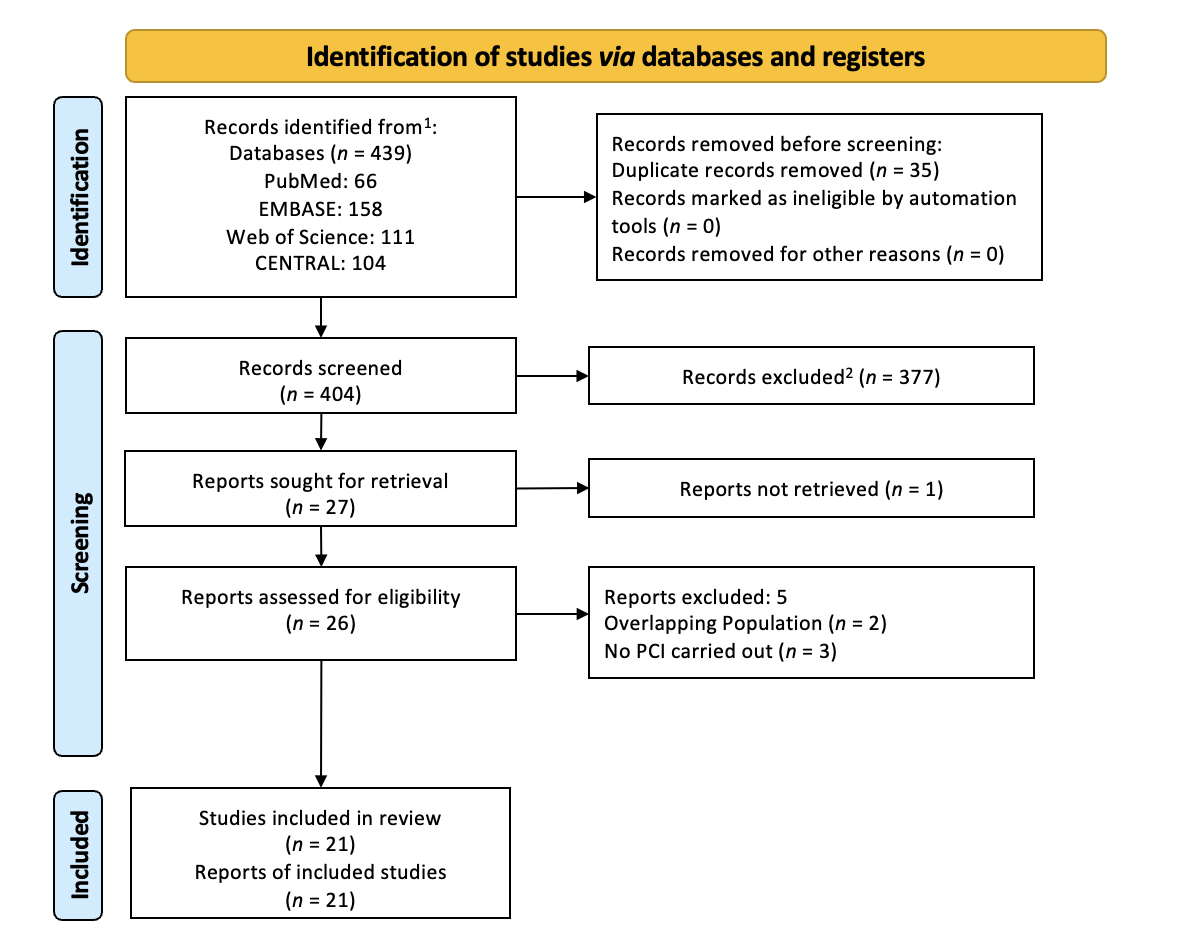 Identification of studies via databases and registers
Identification
Records identified from¹:
Databases (n = 439)
PubMed: 66
EMBASE: 158
Web of Science: 111
CENTRAL: 104
Records removed before screening:
Duplicate records removed (n = 35)
Records marked as ineligible by automation
tools (n = 0)
Records removed for other reasons (n = 0)
Screening
Records screened
(n = 404)
Records excluded² (n = 377)
Reports sought for retrieval
(n = 27)
Reports not retrieved (n = 1)
Reports assessed for eligibility
(n = 26)
Reports excluded: 5
Overlapping Population (n = 2)
No PCI carried out (n = 3)
Included
Studies included in review
(n = 21)
Reports of included studies
(n = 21)